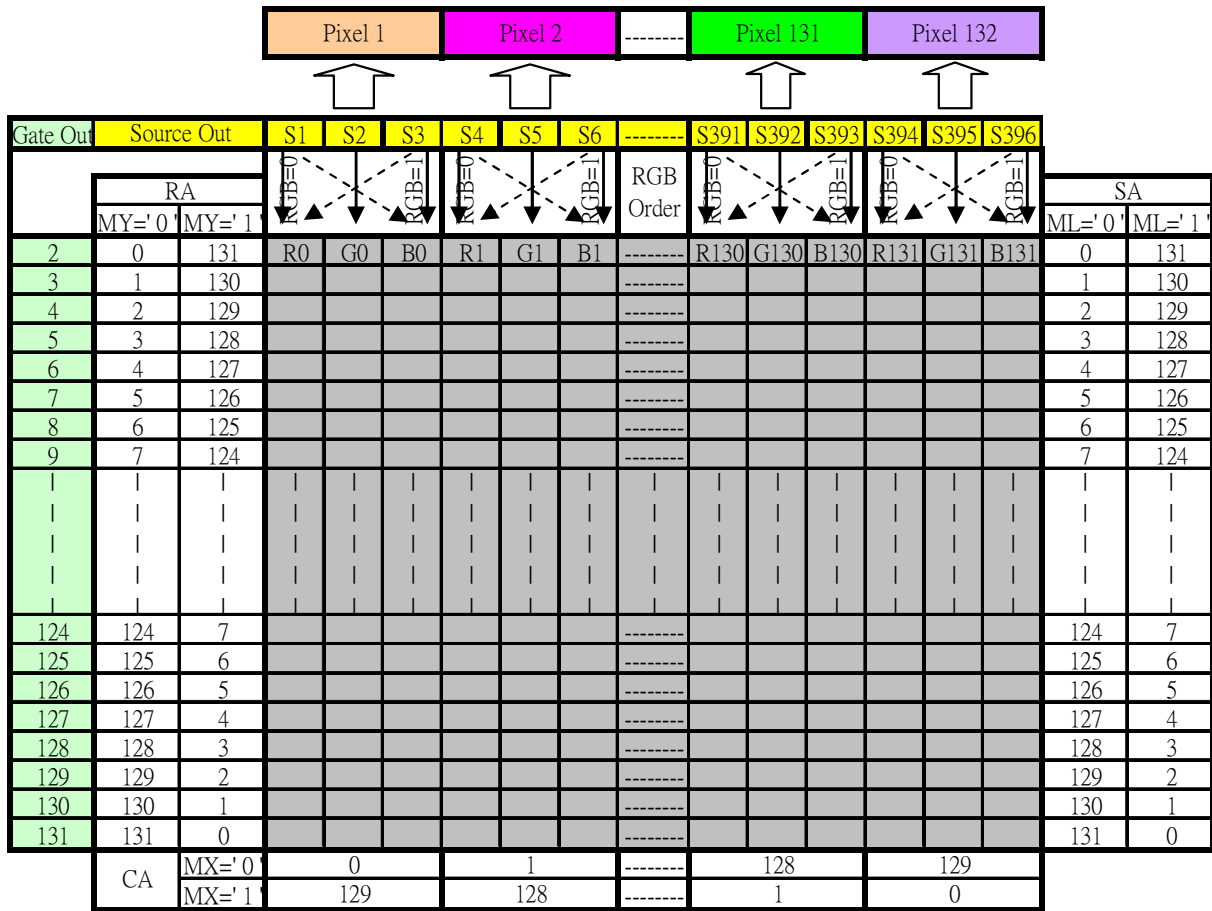 Pixel 1 Pixel 2 -------- Pixel 131 Pixel 132
Gate Out Source Out S1 S2 S3 S4 S5 S6 -------- S391 S392 S393 S394 S395 S396
RGB=0 RGB=1 RGB=0 RGB=1 RGB Order RGB=0 RGB=1 RGB=0 RGB=1
RA SA
MY=' 0 ' MY=' 1 ' ML=' 0 ' ML=' 1 '
2 0 131 R0 G0 B0 R1 G1 B1 -------- R130 G130 B130 R131 G131 B131 0 131
3 1 130 -------- 1 130
4 2 129 -------- 2 129
5 3 128 -------- 3 128
6 4 127 -------- 4 127
7 5 126 -------- 5 126
8 6 125 -------- 6 125
9 7 124 -------- 7 124
124 124 7 -------- 124 7
125 125 6 -------- 125 6
126 126 5 -------- 126 5
127 127 4 -------- 127 4
128 128 3 -------- 128 3
129 129 2 -------- 129 2
130 130 1 -------- 130 1
131 131 0 -------- 131 0
CA MX=' 0 ' 0 1 -------- 128 129
MX=' 1 ' 129 128 -------- 1 0